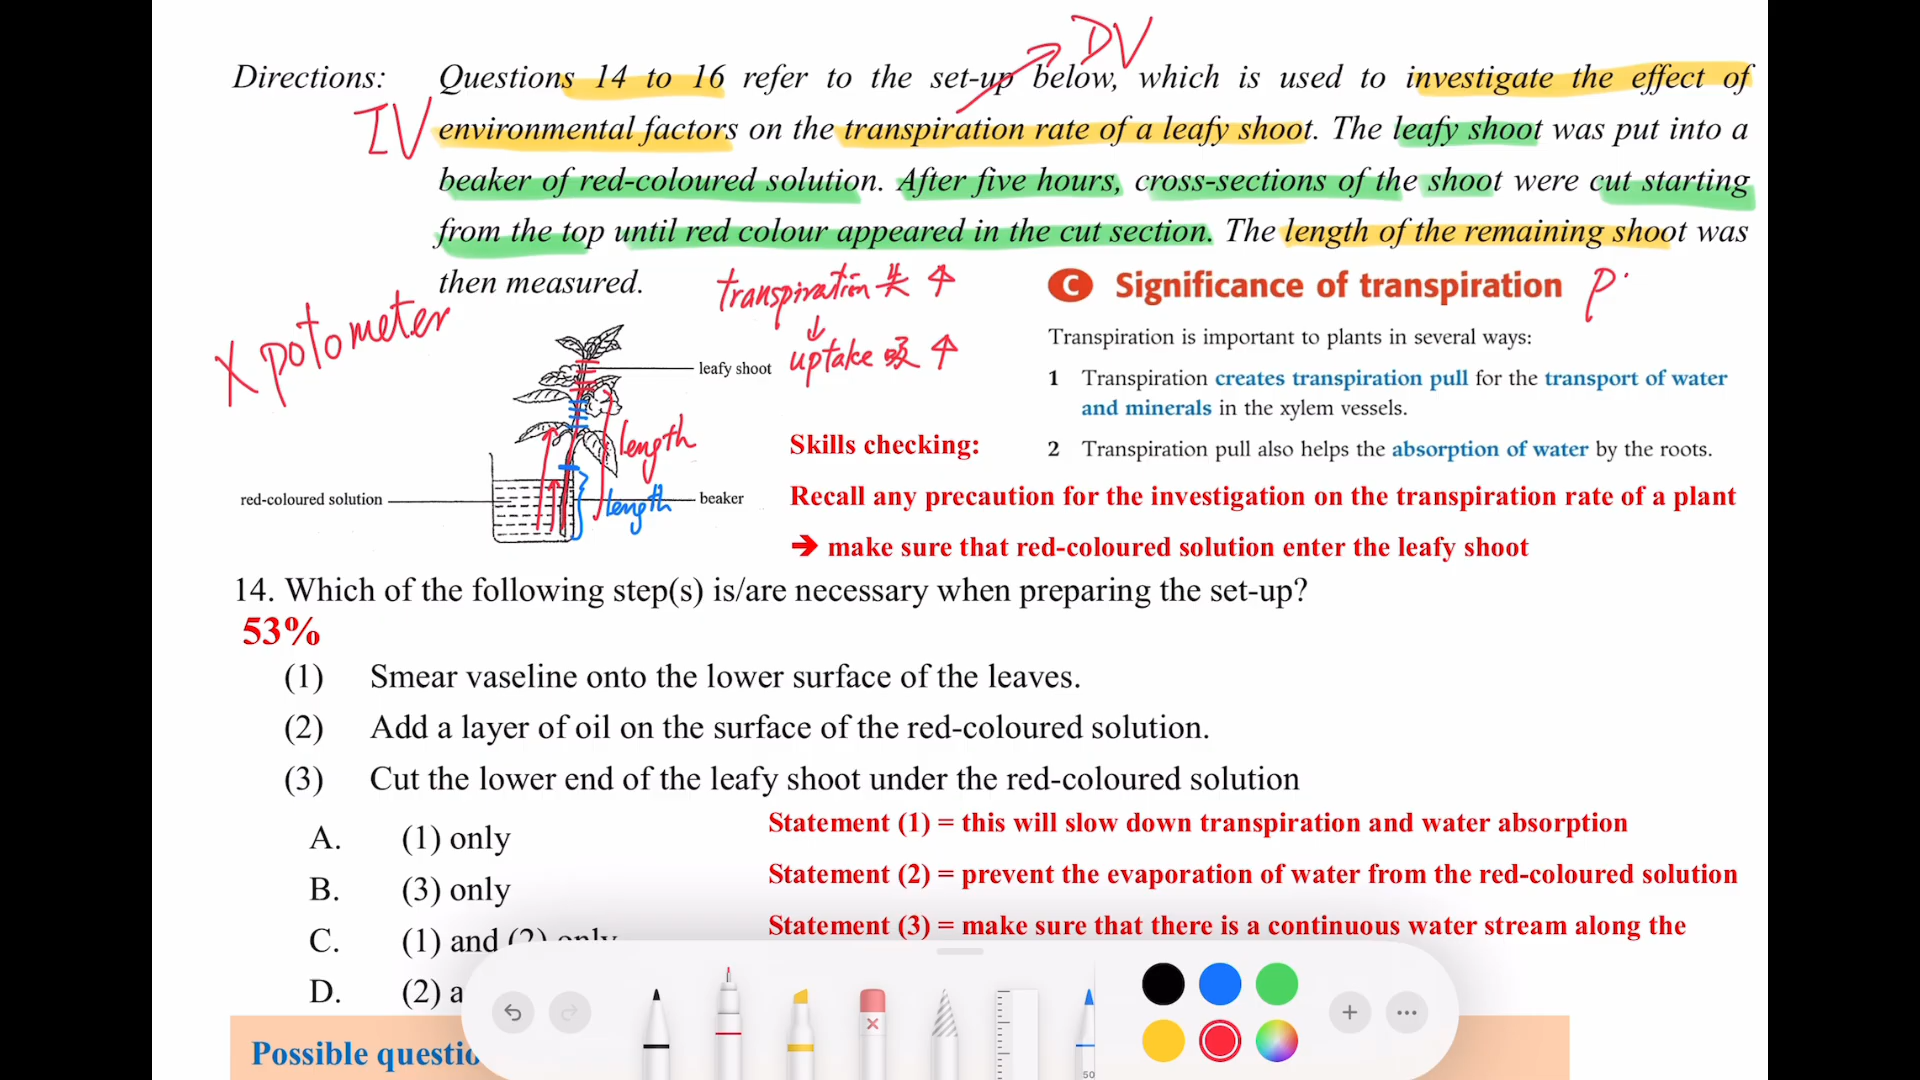 DV
Directions: Questions 14 to 16 refer to the set-up below, which is used to investigate the effect of
IV environmental factors on the transpiration rate of a leafy shoot. The leafy shoot was put into a
beaker of red-coloured solution. After five hours, cross-sections of the shoot were cut starting
from the top until red colour appeared in the cut section. The length of the remaining shoot was
then measured.
transpiration 失 ↑
↓
uptake 吸 ↑
X potometer
leafy shoot
length
length
red-coloured solution
beaker
C Significance of transpiration P
Transpiration is important to plants in several ways:
1 Transpiration creates transpiration pull for the transport of water
and minerals in the xylem vessels.
2 Transpiration pull also helps the absorption of water by the roots.
Skills checking:
Recall any precaution for the investigation on the transpiration rate of a plant
➔ make sure that red-coloured solution enter the leafy shoot
14. Which of the following step(s) is/are necessary when preparing the set-up?
53%
(1) Smear vaseline onto the lower surface of the leaves.
(2) Add a layer of oil on the surface of the red-coloured solution.
(3) Cut the lower end of the leafy shoot under the red-coloured solution
A. (1) only
B. (3) only
C. (1) and (2) only
D. (2) a
Statement (1) = this will slow down transpiration and water absorption
Statement (2) = prevent the evaporation of water from the red-coloured solution
Statement (3) = make sure that there is a continuous water stream along the
Possible questio
50